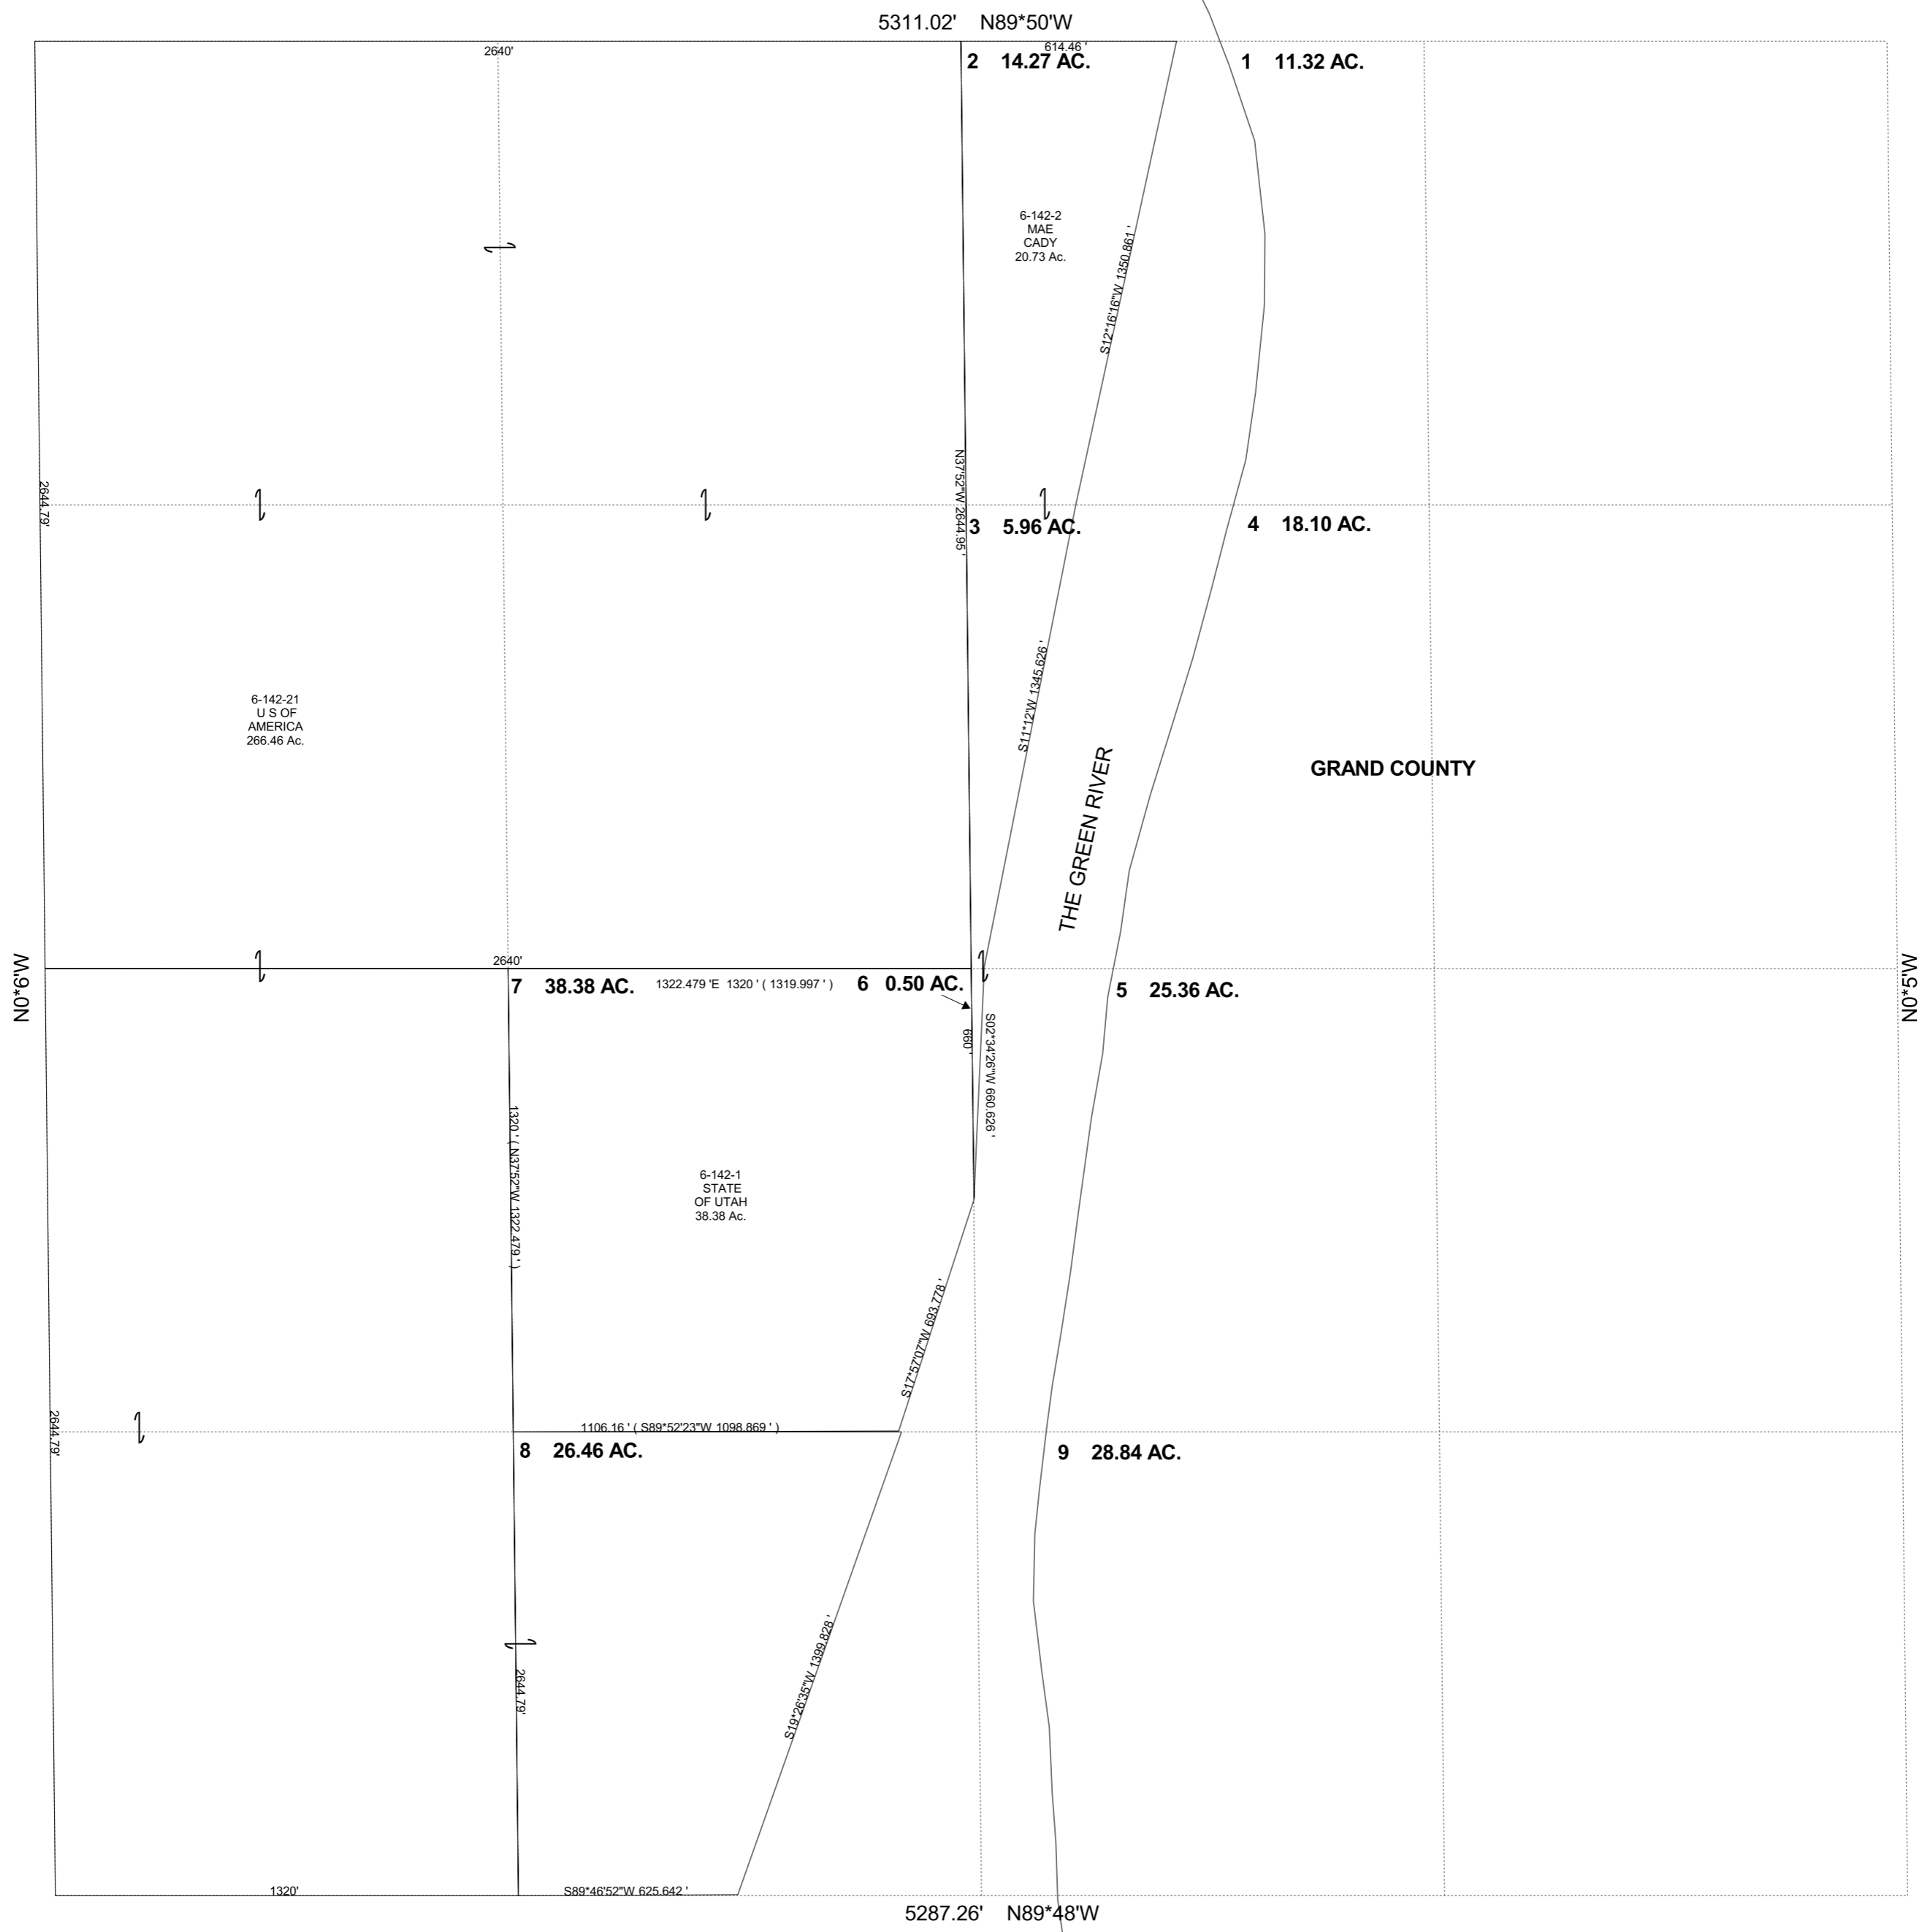 5311.02' N89*50'W
2640'
614.46 '
2 14.27 AC.
1 11.32 AC.
6-142-2
MAE
CADY
20.73 Ac.
S12*16'16"W 1350.861 '
N37'52"W 2644.95 '
2644.79'
3 5.96 AC.
4 18.10 AC.
S11*12'W 1345.626 '
6-142-21
U S OF
AMERICA
266.46 Ac.
THE GREEN RIVER
GRAND COUNTY
N0*6'W
N0*5'W
2640'
7 38.38 AC.
1322.479 'E 1320 ' ( 1319.997 ' )
6 0.50 AC.
5 25.36 AC.
660 '
S02*34'26"W 660.626 '
1320 ' ( N37'52"W 1322.479 ' )
6-142-1
STATE
OF UTAH
38.38 Ac.
S17*57'07"W 693.778 '
2644.79'
1106.16 ' ( S89*52'23"W 1098.869 ' )
8 26.46 AC.
9 28.84 AC.
S19*26'35"W 1399.828 '
2644.79'
1320'
S89*46'52"W 625.642 '
5287.26' N89*48'W